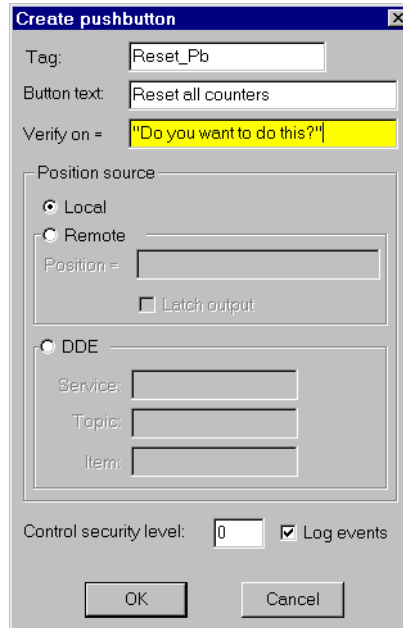 Create pushbutton
Tag: Reset_Pb
Button text: Reset all counters
Verify on = "Do you want to do this?"
Position source
Local
Remote
Position =
Latch output
DDE
Service:
Topic:
Item:
Control security level: 0 Log events
OK Cancel